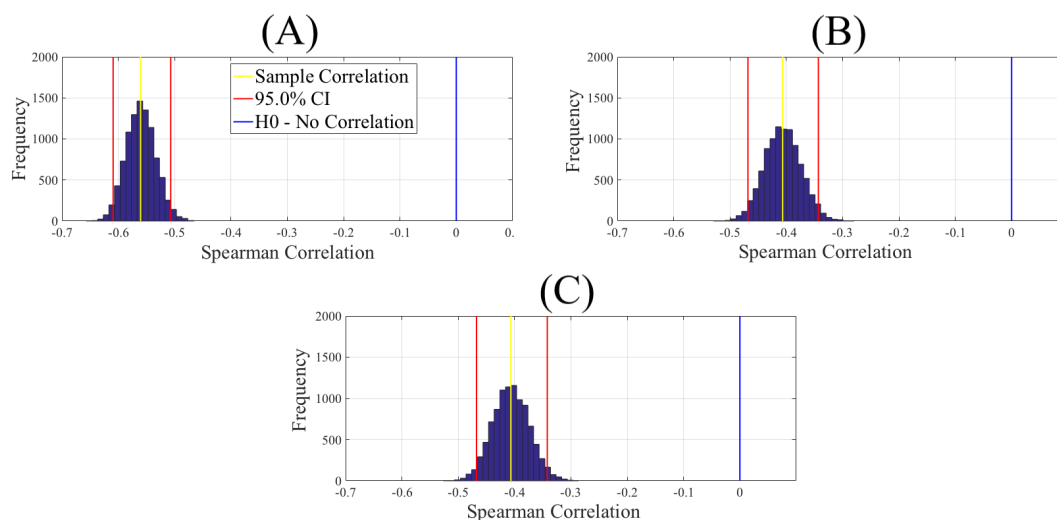 (A)
2000
1500
1000
500
0
Frequency
-0.7 -0.6 -0.5 -0.4 -0.3 -0.2 -0.1 0 0.
Spearman Correlation
Sample Correlation
95.0% CI
H0 - No Correlation
(B)
2000
1500
1000
500
0
Frequency
-0.7 -0.6 -0.5 -0.4 -0.3 -0.2 -0.1 0
Spearman Correlation
(C)
2000
1500
1000
500
0
Frequency
-0.7 -0.6 -0.5 -0.4 -0.3 -0.2 -0.1 0
Spearman Correlation